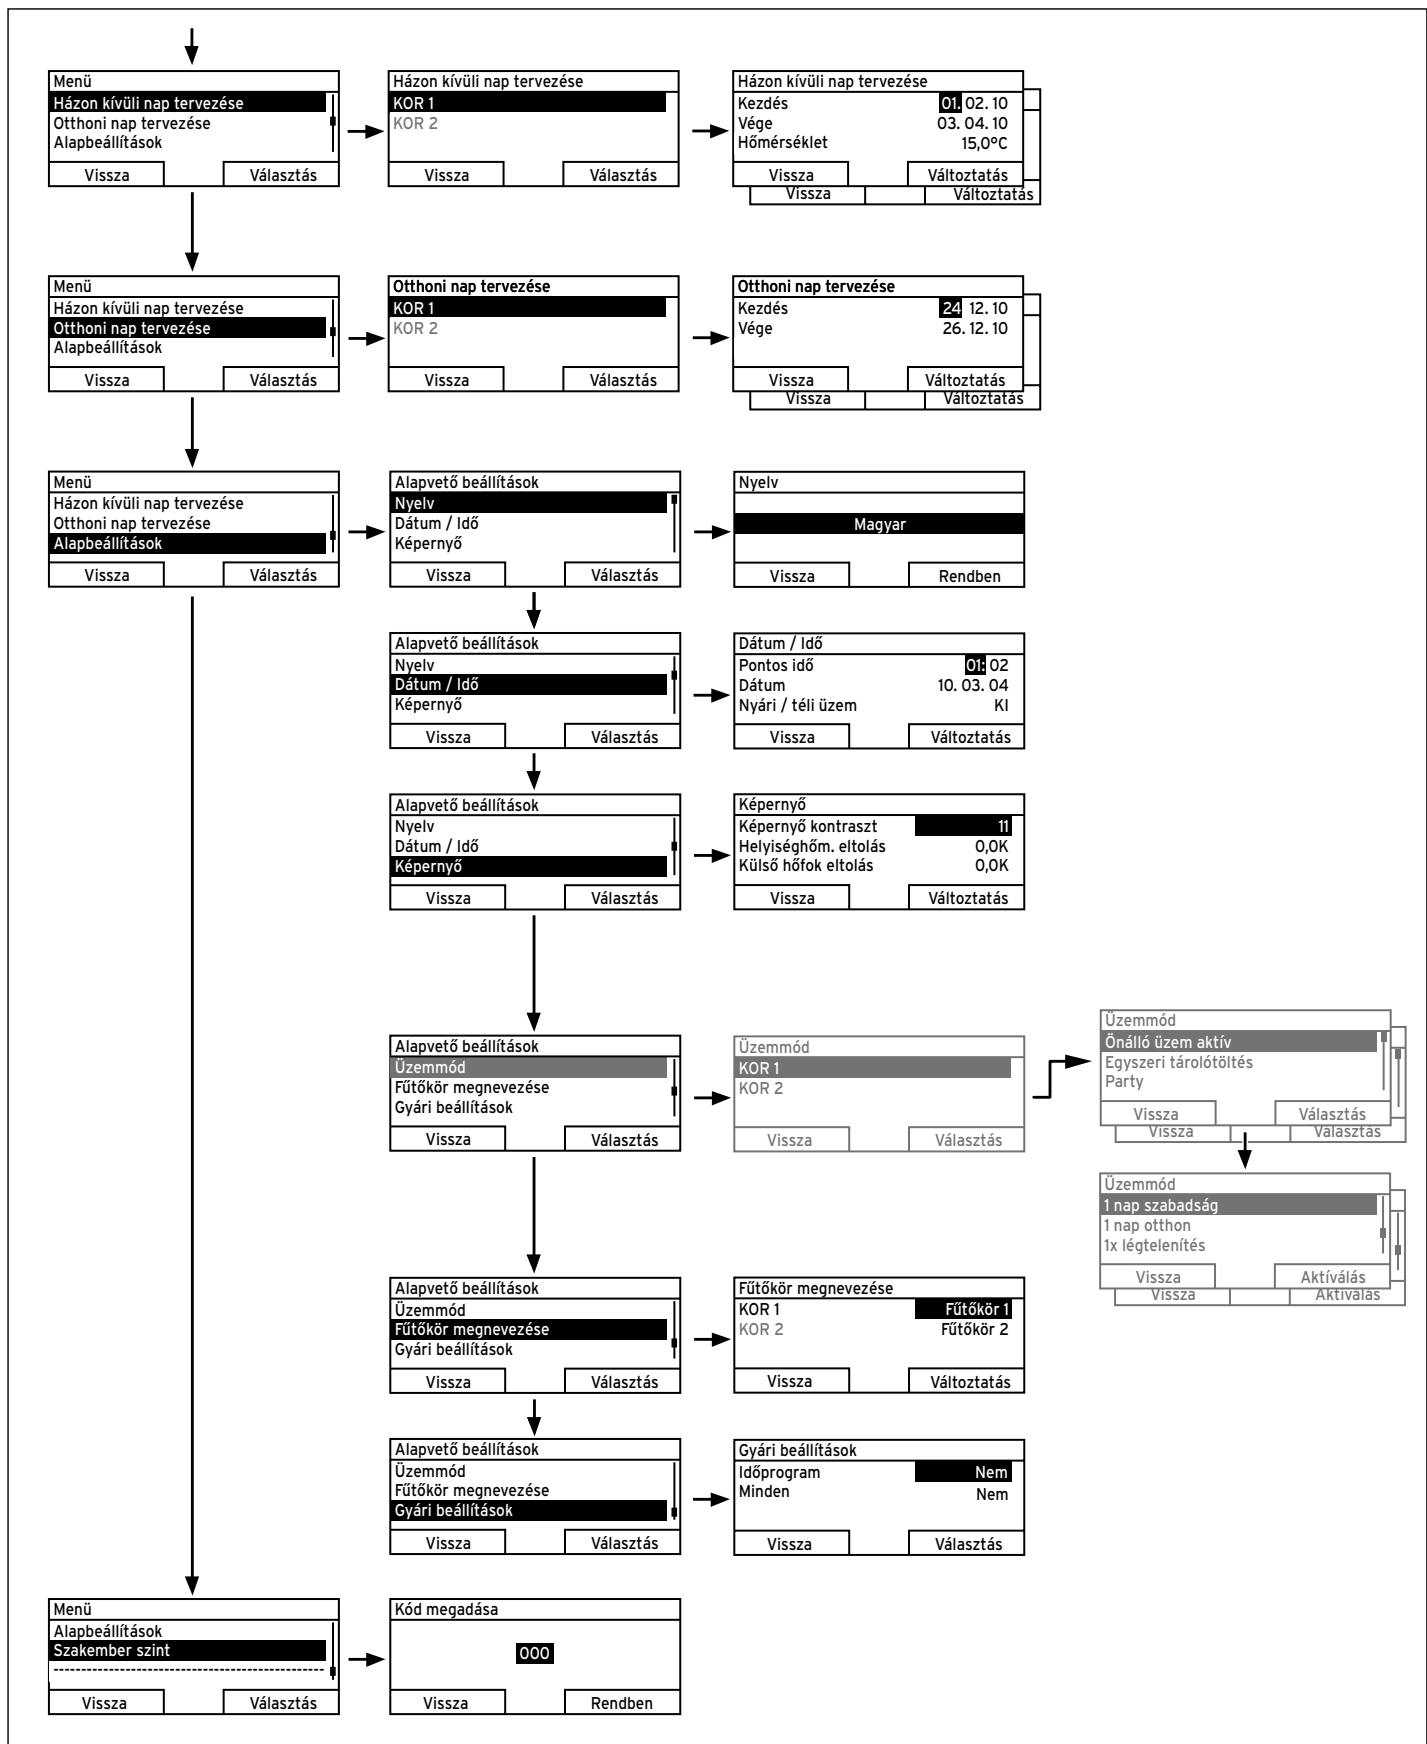 Menü
Házon kívüli nap tervezése
Otthoni nap tervezése
Alapbeállítások
Vissza Választás
Házon kívüli nap tervezése
KOR 1
KOR 2
Vissza Választás
Házon kívüli nap tervezése
Kezdés 01. 02. 10
Vége 03. 04. 10
Hőmérséklet 15,0°C
Vissza Változtatás
Vissza Változtatás
Menü
Házon kívüli nap tervezése
Otthoni nap tervezése
Alapbeállítások
Vissza Választás
Otthoni nap tervezése
KOR 1
KOR 2
Vissza Választás
Otthoni nap tervezése
Kezdés 24 12. 10
Vége 26. 12. 10
Vissza Változtatás
Vissza Változtatás
Menü
Házon kívüli nap tervezése
Otthoni nap tervezése
Alapbeállítások
Vissza Választás
Alapvető beállítások
Nyelv
Dátum / Idő
Képernyő
Vissza Választás
Nyelv
Magyar
Vissza Rendben
Alapvető beállítások
Nyelv
Dátum / Idő
Képernyő
Vissza Választás
Dátum / Idő
Pontos idő 01: 02
Dátum 10. 03. 04
Nyári / téli üzem KI
Vissza Változtatás
Alapvető beállítások
Nyelv
Dátum / Idő
Képernyő
Vissza Választás
Képernyő
Képernyő kontraszt 11
Helyiséghőm. eltolás 0,0K
Külső hőfok eltolás 0,0K
Vissza Változtatás
Alapvető beállítások
Üzemmód
Fűtőkör megnevezése
Gyári beállítások
Vissza Választás
Üzemmód
KOR 1
KOR 2
Vissza Választás
Üzemmód
Önálló üzem aktív
Egyszeri tárolótöltés
Party
Vissza Választás
Vissza Választás
Üzemmód
1 nap szabadság
1 nap otthon
1x légtelenítés
Vissza Aktíválás
Vissza Aktíválás
Alapvető beállítások
Üzemmód
Fűtőkör megnevezése
Gyári beállítások
Vissza Választás
Fűtőkör megnevezése
KOR 1 Fűtőkör 1
KOR 2 Fűtőkör 2
Vissza Változtatás
Alapvető beállítások
Üzemmód
Fűtőkör megnevezése
Gyári beállítások
Vissza Választás
Gyári beállítások
Időprogram Nem
Minden Nem
Vissza Választás
Menü
Alapbeállítások
Szakember szint
-----------------------------------------------
Vissza Választás
Kód megadása
000
Vissza Rendben